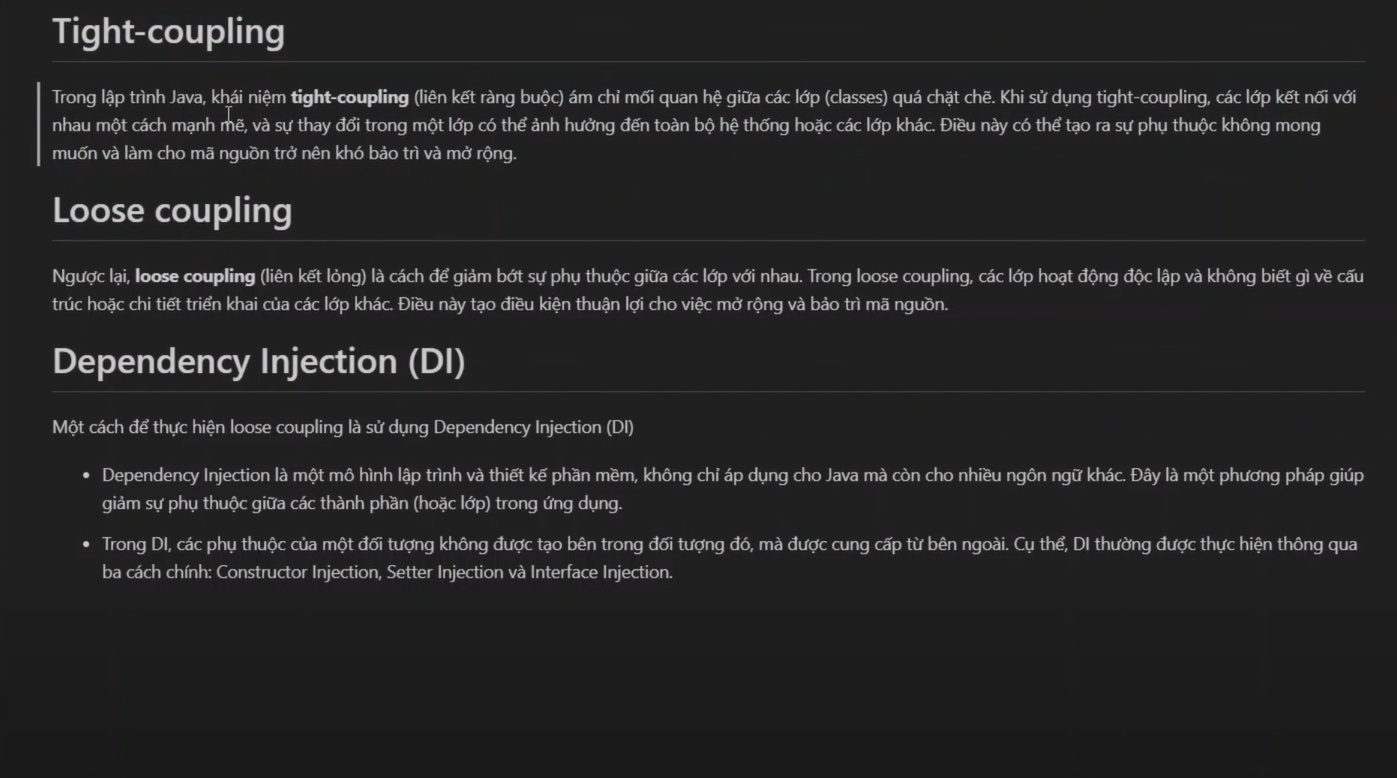 Tight-coupling
Trong lập trình Java, khái niệm tight-coupling (liên kết ràng buộc) ám chỉ mối quan hệ giữa các lớp (classes) quá chặt chẽ. Khi sử dụng tight-coupling, các lớp kết nối với
nhau một cách mạnh mẽ, và sự thay đổi trong một lớp có thể ảnh hưởng đến toàn bộ hệ thống hoặc các lớp khác. Điều này có thể tạo ra sự phụ thuộc không mong
muốn và làm cho mã nguồn trở nên khó bảo trì và mở rộng.
Loose coupling
Ngược lại, loose coupling (liên kết lỏng) là cách để giảm bớt sự phụ thuộc giữa các lớp với nhau. Trong loose coupling, các lớp hoạt động độc lập và không biết gì về cấu
trúc hoặc chi tiết triển khai của các lớp khác. Điều này tạo điều kiện thuận lợi cho việc mở rộng và bảo trì mã nguồn.
Dependency Injection (DI)
Một cách để thực hiện loose coupling là sử dụng Dependency Injection (DI)
• Dependency Injection là một mô hình lập trình và thiết kế phần mềm, không chỉ áp dụng cho Java mà còn cho nhiều ngôn ngữ khác. Đây là một phương pháp giúp
giảm sự phụ thuộc giữa các thành phần (hoặc lớp) trong ứng dụng.
• Trong DI, các phụ thuộc của một đối tượng không được tạo bên trong đối tượng đó, mà được cung cấp từ bên ngoài. Cụ thể, DI thường được thực hiện thông qua
ba cách chính: Constructor Injection, Setter Injection và Interface Injection.